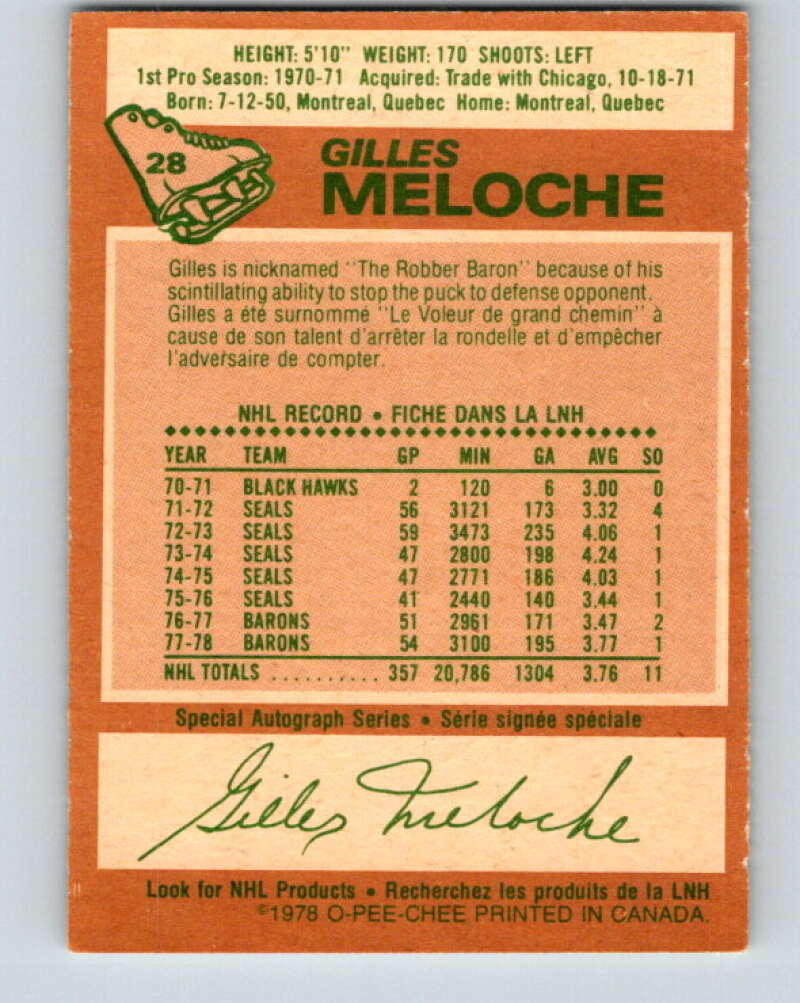 HEIGHT: 5'10" WEIGHT: 170 SHOOTS: LEFT
1st Pro Season: 1970-71 Acquired: Trade with Chicago, 10-18-71
Born: 7-12-50, Montreal, Quebec Home: Montreal, Quebec
28
GILLES
MELOCHE
Gilles is nicknamed "The Robber Baron" because of his
scintillating ability to stop the puck to defense opponent.
Gilles a été surnommé "Le Voleur de grand chemin" à
cause de son talent d'arrêter la rondelle et d'empêcher
l'adversaire de compter.
NHL RECORD • FICHE DANS LA LNH
YEAR TEAM GP MIN GA AVG SO
70-71 BLACK HAWKS 2 120 6 3.00 0
71-72 SEALS 56 3121 173 3.32 4
72-73 SEALS 59 3473 235 4.06 1
73-74 SEALS 47 2800 198 4.24 1
74-75 SEALS 47 2771 186 4.03 1
75-76 SEALS 41 2440 140 3.44 1
76-77 BARONS 51 2961 171 3.47 2
77-78 BARONS 54 3100 195 3.77 1
NHL TOTALS .......... 357 20,786 1304 3.76 11
Special Autograph Series • Série signée spéciale
Gilles Meloche
Look for NHL Products • Recherchez les produits de la LNH
©1978 O-PEE-CHEE PRINTED IN CANADA.